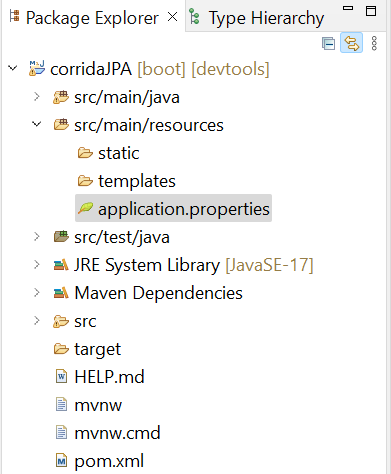 Package Explorer Type Hierarchy
corridaJPA [boot] [devtools]
src/main/java
src/main/resources
static
templates
application.properties
src/test/java
JRE System Library [JavaSE-17]
Maven Dependencies
src
target
HELP.md
mvnw
mvnw.cmd
pom.xml